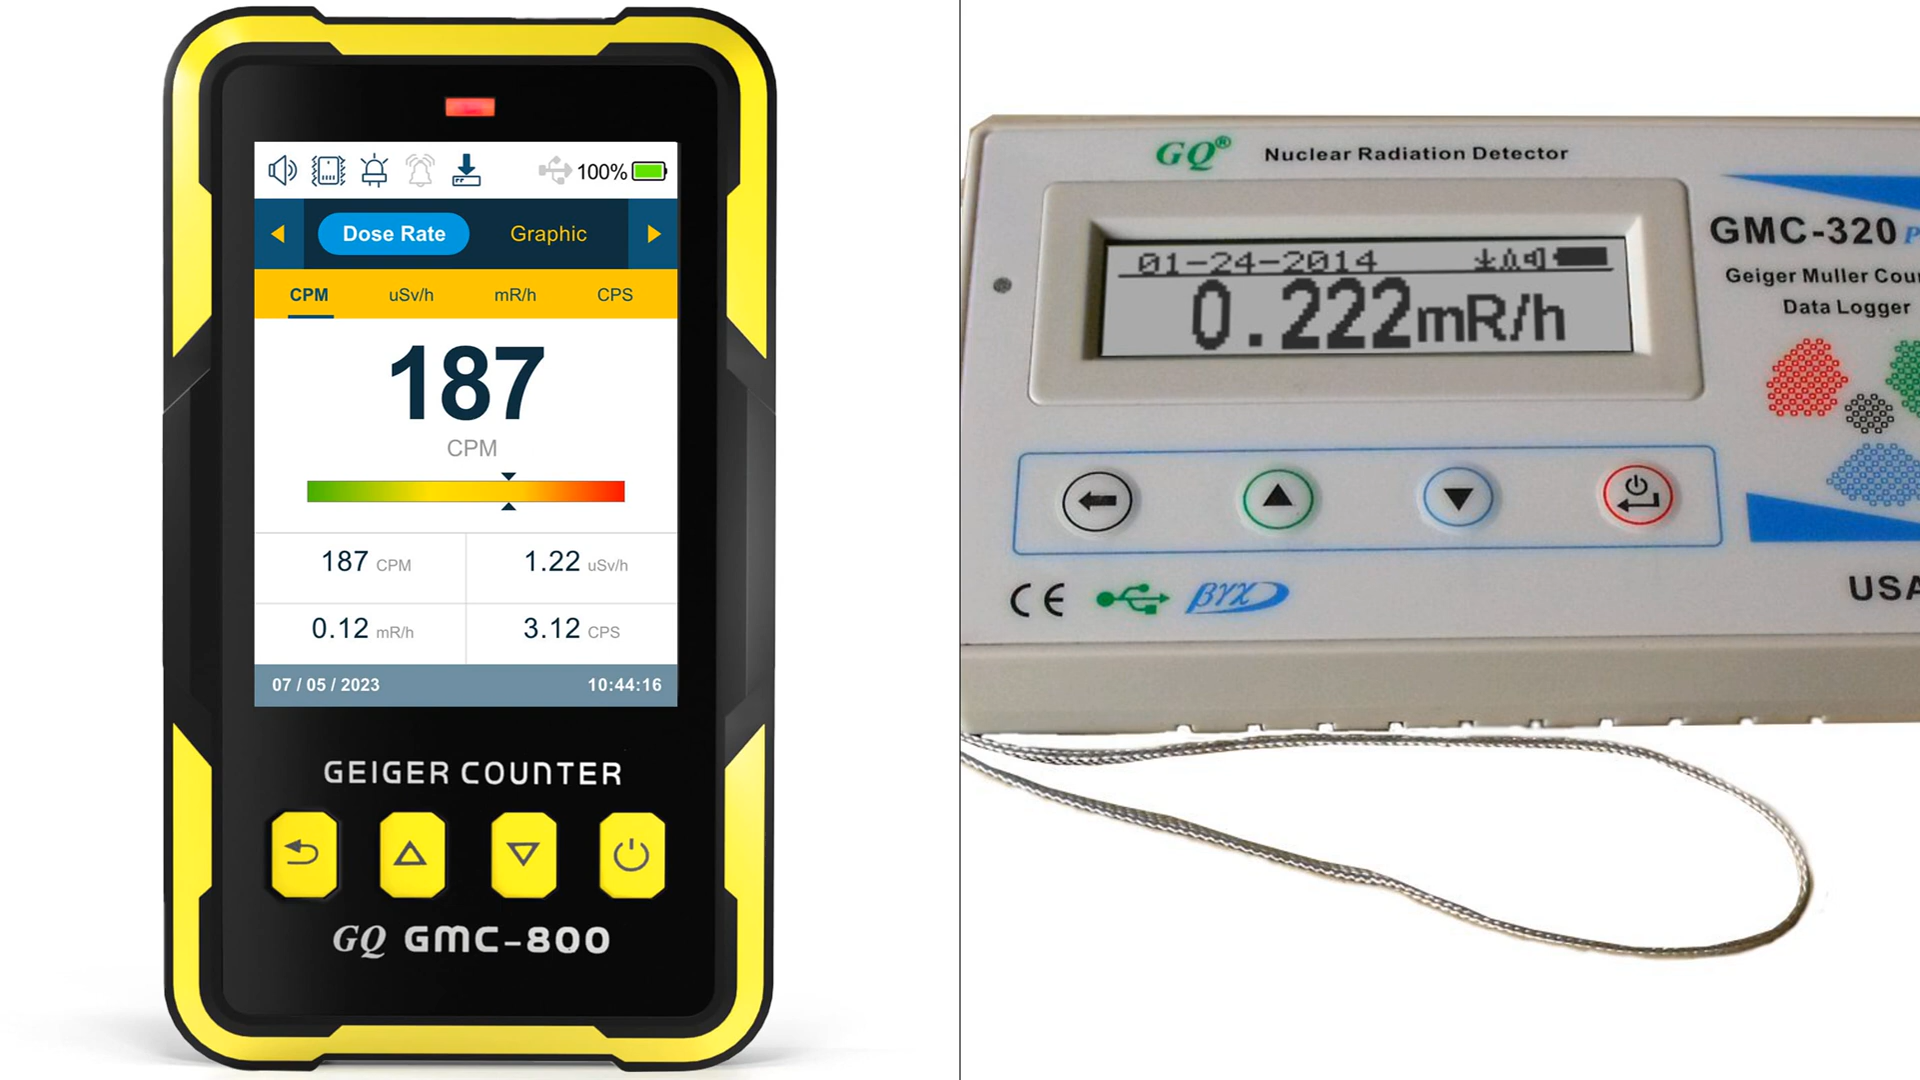 100%
Dose Rate Graphic
CPM uSv/h mR/h CPS
187
CPM
187 CPM 1.22 uSv/h
0.12 mR/h 3.12 CPS
07 / 05 / 2023 10:44:16
GEIGER COUNTER
GQ GMC-800
GQ® Nuclear Radiation Detector
01-24-2014
0.222mR/h
GMC-320 P
Geiger Muller Coun
Data Logger
CE
βγχ
USA